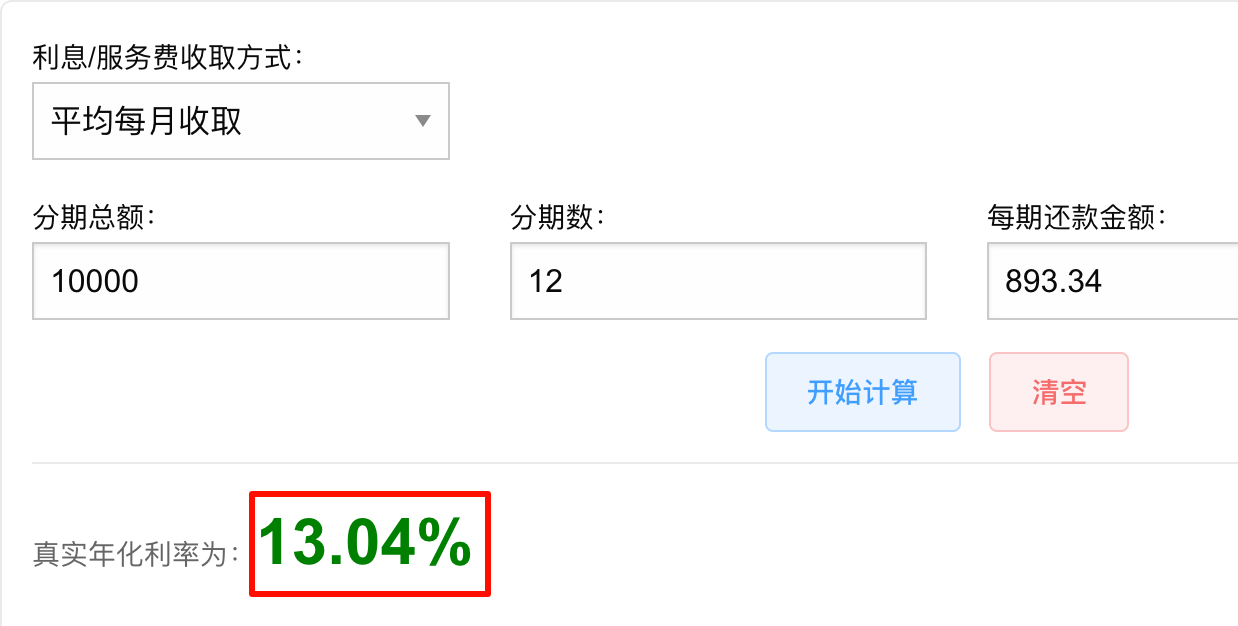 利息/服务费收取方式：
平均每月收取
分期总额： 分期数： 每期还款金额：
10000 12 893.34
开始计算 清空
真实年化利率为：13.04%